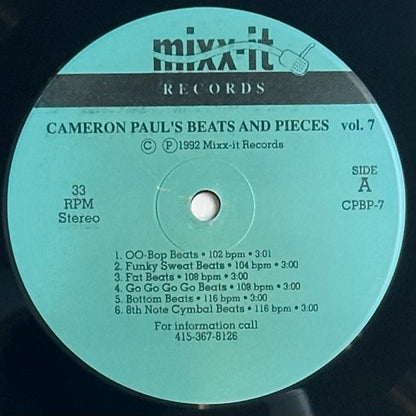 mixx-it
RECORDS
CAMERON PAUL'S BEATS AND PIECES vol. 7
© Ⓟ 1992 Mixx-it Records
33
RPM
Stereo
SIDE
A
CPBP-7
1. OO-Bop Beats • 102 bpm • 3:01
2. Funky Sweat Beats • 104 bpm • 3:00
3. Fat Beats • 108 bpm • 3:00
4. Go Go Go Go Beats • 108 bpm • 3:00
5. Bottom Beats • 116 bpm • 3:00
6. 8th Note Cymbal Beats • 116 bpm • 3:00
For information call
415-367-8126